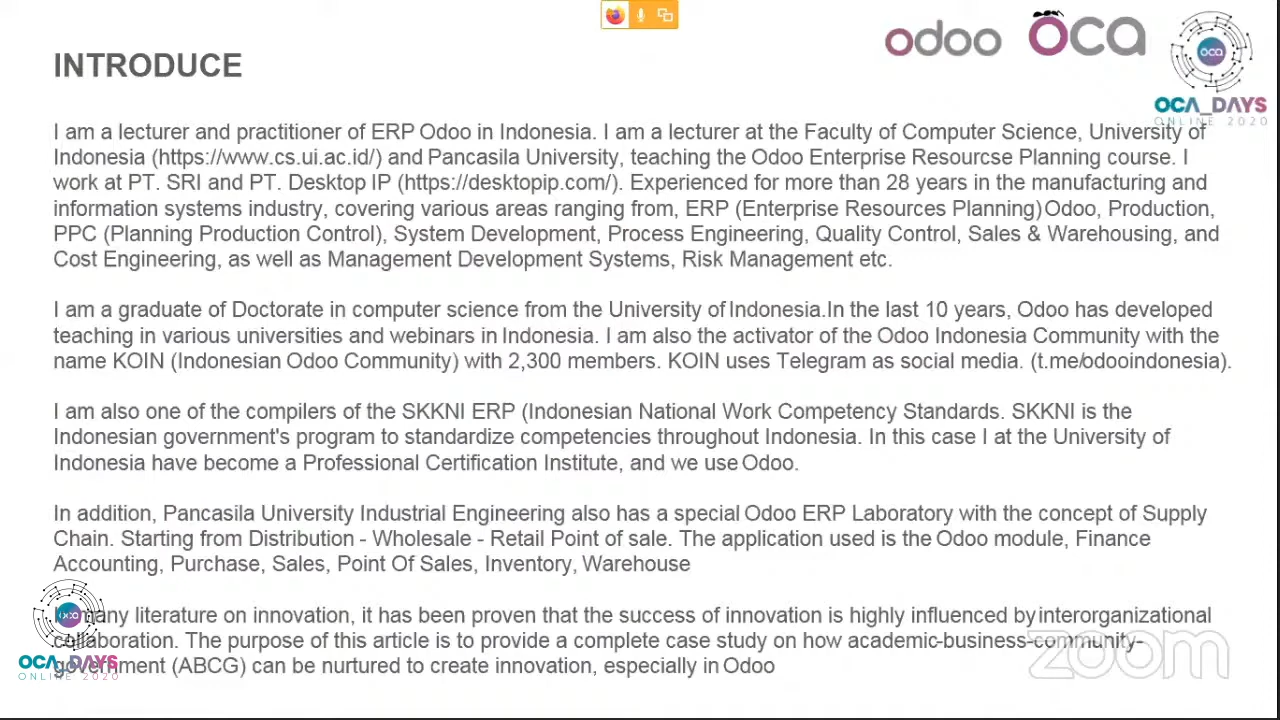 odoo
oca
oca
OCA_DAYS
ONLINE 2020
INTRODUCE
I am a lecturer and practitioner of ERP Odoo in Indonesia. I am a lecturer at the Faculty of Computer Science, University of
Indonesia (https://www.cs.ui.ac.id/) and Pancasila University, teaching the Odoo Enterprise Resourcse Planning course. I
work at PT. SRI and PT. Desktop IP (https://desktopip.com/). Experienced for more than 28 years in the manufacturing and
information systems industry, covering various areas ranging from, ERP (Enterprise Resources Planning)Odoo, Production,
PPC (Planning Production Control), System Development, Process Engineering, Quality Control, Sales & Warehousing, and
Cost Engineering, as well as Management Development Systems, Risk Management etc.
I am a graduate of Doctorate in computer science from the University of Indonesia.In the last 10 years, Odoo has developed
teaching in various universities and webinars in Indonesia. I am also the activator of the Odoo Indonesia Community with the
name KOIN (Indonesian Odoo Community) with 2,300 members. KOIN uses Telegram as social media. (t.me/odooindonesia).
I am also one of the compilers of the SKKNI ERP (Indonesian National Work Competency Standards. SKKNI is the
Indonesian government's program to standardize competencies throughout Indonesia. In this case I at the University of
Indonesia have become a Professional Certification Institute, and we use Odoo.
In addition, Pancasila University Industrial Engineering also has a special Odoo ERP Laboratory with the concept of Supply
Chain. Starting from Distribution - Wholesale - Retail Point of sale. The application used is the Odoo module, Finance
Accounting, Purchase, Sales, Point Of Sales, Inventory, Warehouse
In many literature on innovation, it has been proven that the success of innovation is highly influenced by interorganizational
collaboration. The purpose of this article is to provide a complete case study on how academic-business-community-
government (ABCG) can be nurtured to create innovation, especially in Odoo
OCA_DAYS
ONLINE 2020
zoom